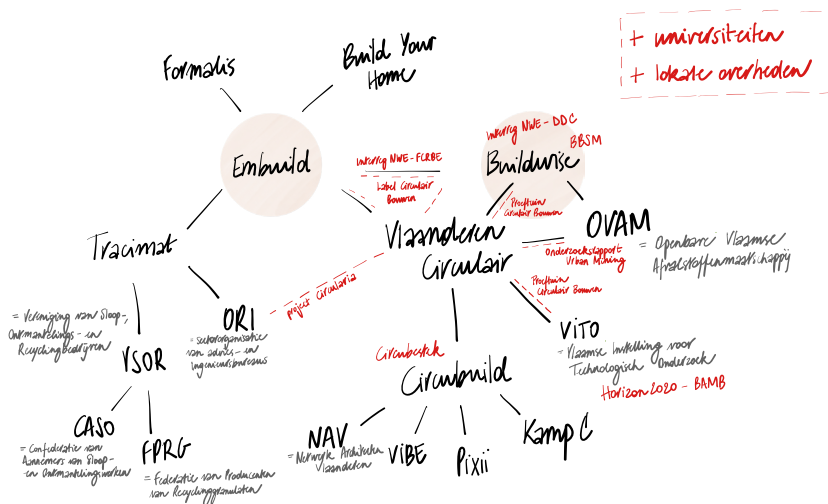 Formatis
Build Your
Home
+ universiteiten
+ lokale overheden
Embuild
Interreg NWE-FCRBE
Label Circulair
Bouwen
Interreg NWE-DDC
BBSM
Buildwise
Proeftuin
Circulair Bouwen
OVAM
= Openbare Vlaamse
Afvalstoffenmaatschappij
Vlaanderen
Circulair
Onderzoeksrapport
Urban Mining
Proeftuin
Circulair Bouwen
Tracimat
project Circularia
ORI
= sectororganisatie
van advies- en
ingenieursbureaus
= Vereniging van Sloop-,
Ontmantelings- en
Recyclingbedrijven
VSOR
VITO
= Vlaamse Instelling voor
Technologisch Onderzoek
Horizon 2020 - BAMB
Circubestek
Circubuild
CASO
= Confederatie van
Aannemers van Sloop-
en Ontmantelingswerken
FPRG
= Federatie van Producenten
van Recyclinggranulaten
NAV
= Netwerk Architecten
Vlaanderen
ViBE
Pixii
Kamp C